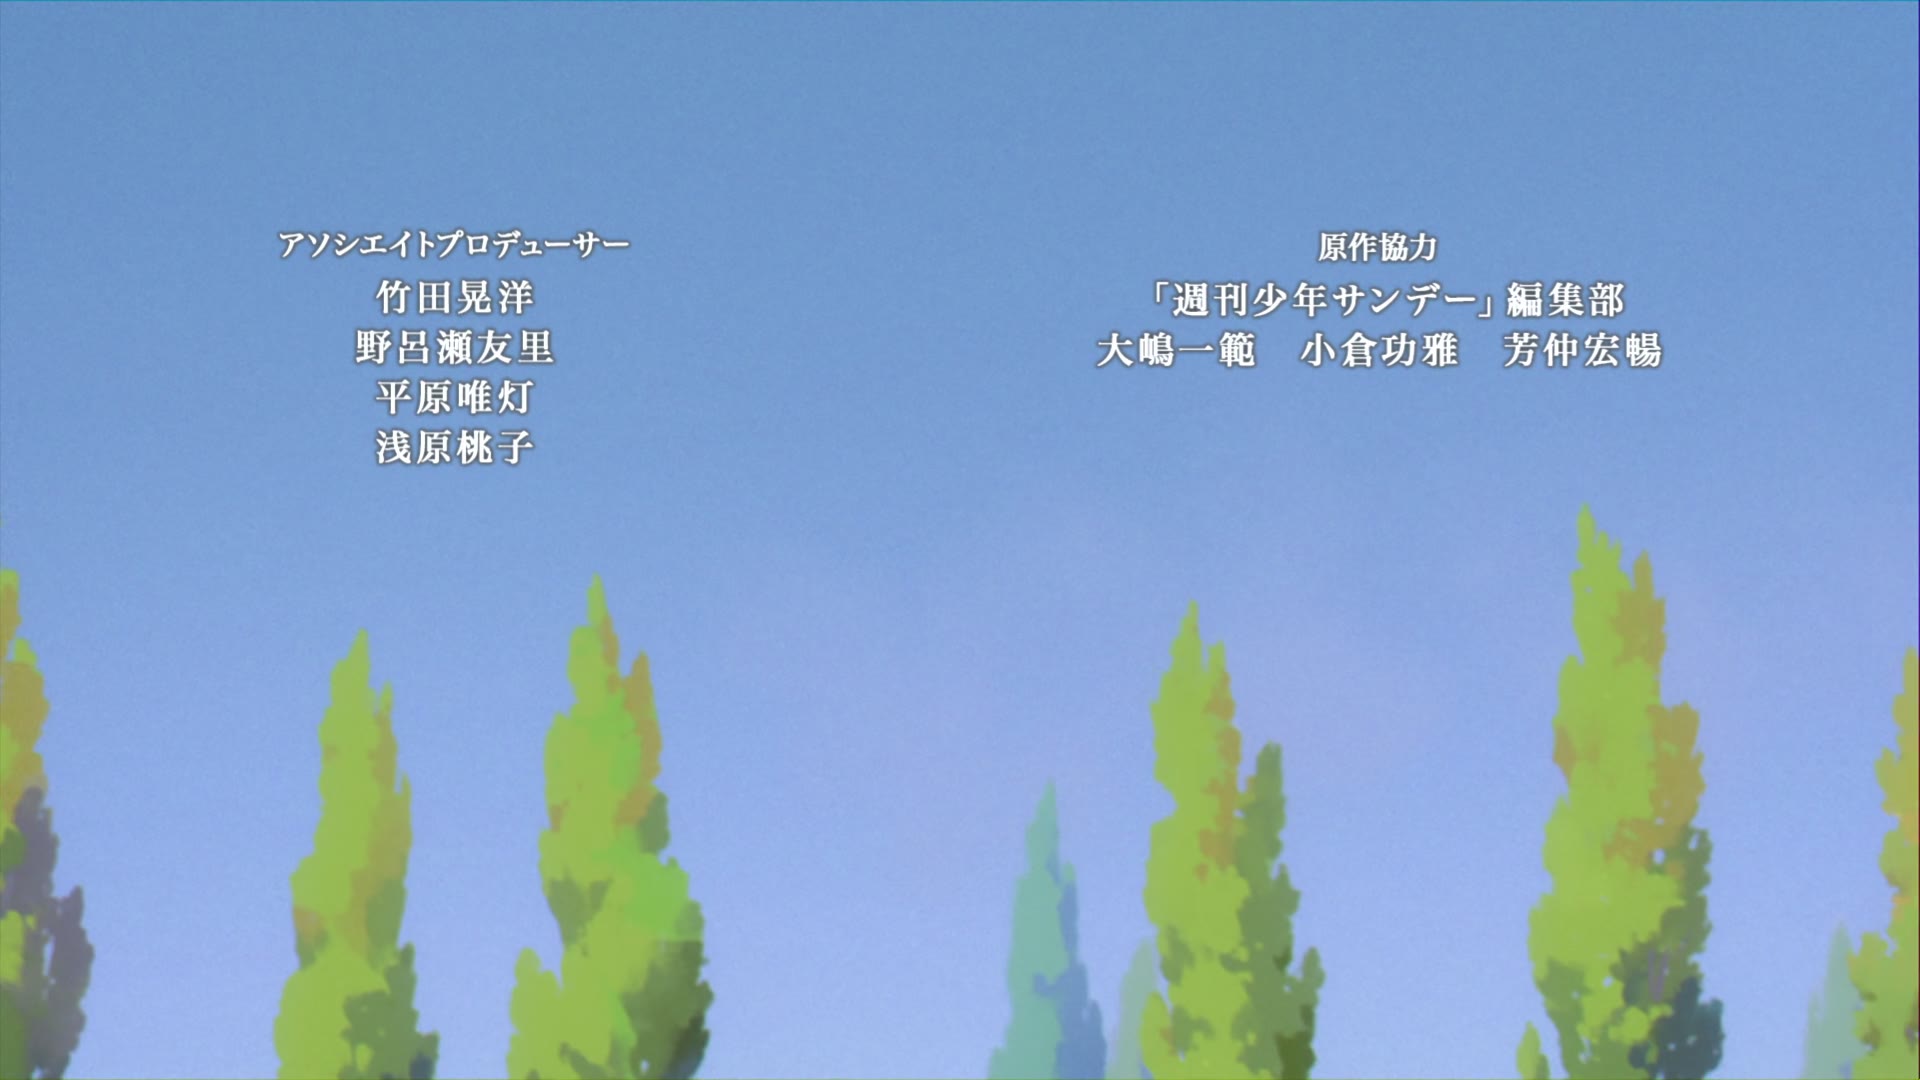 アソシエイトプロデューサー
竹田晃洋
野呂瀬友里
平原唯灯
浅原桃子
原作協力
「週刊少年サンデー」編集部
大嶋一範　小倉功雅　芳仲宏暢